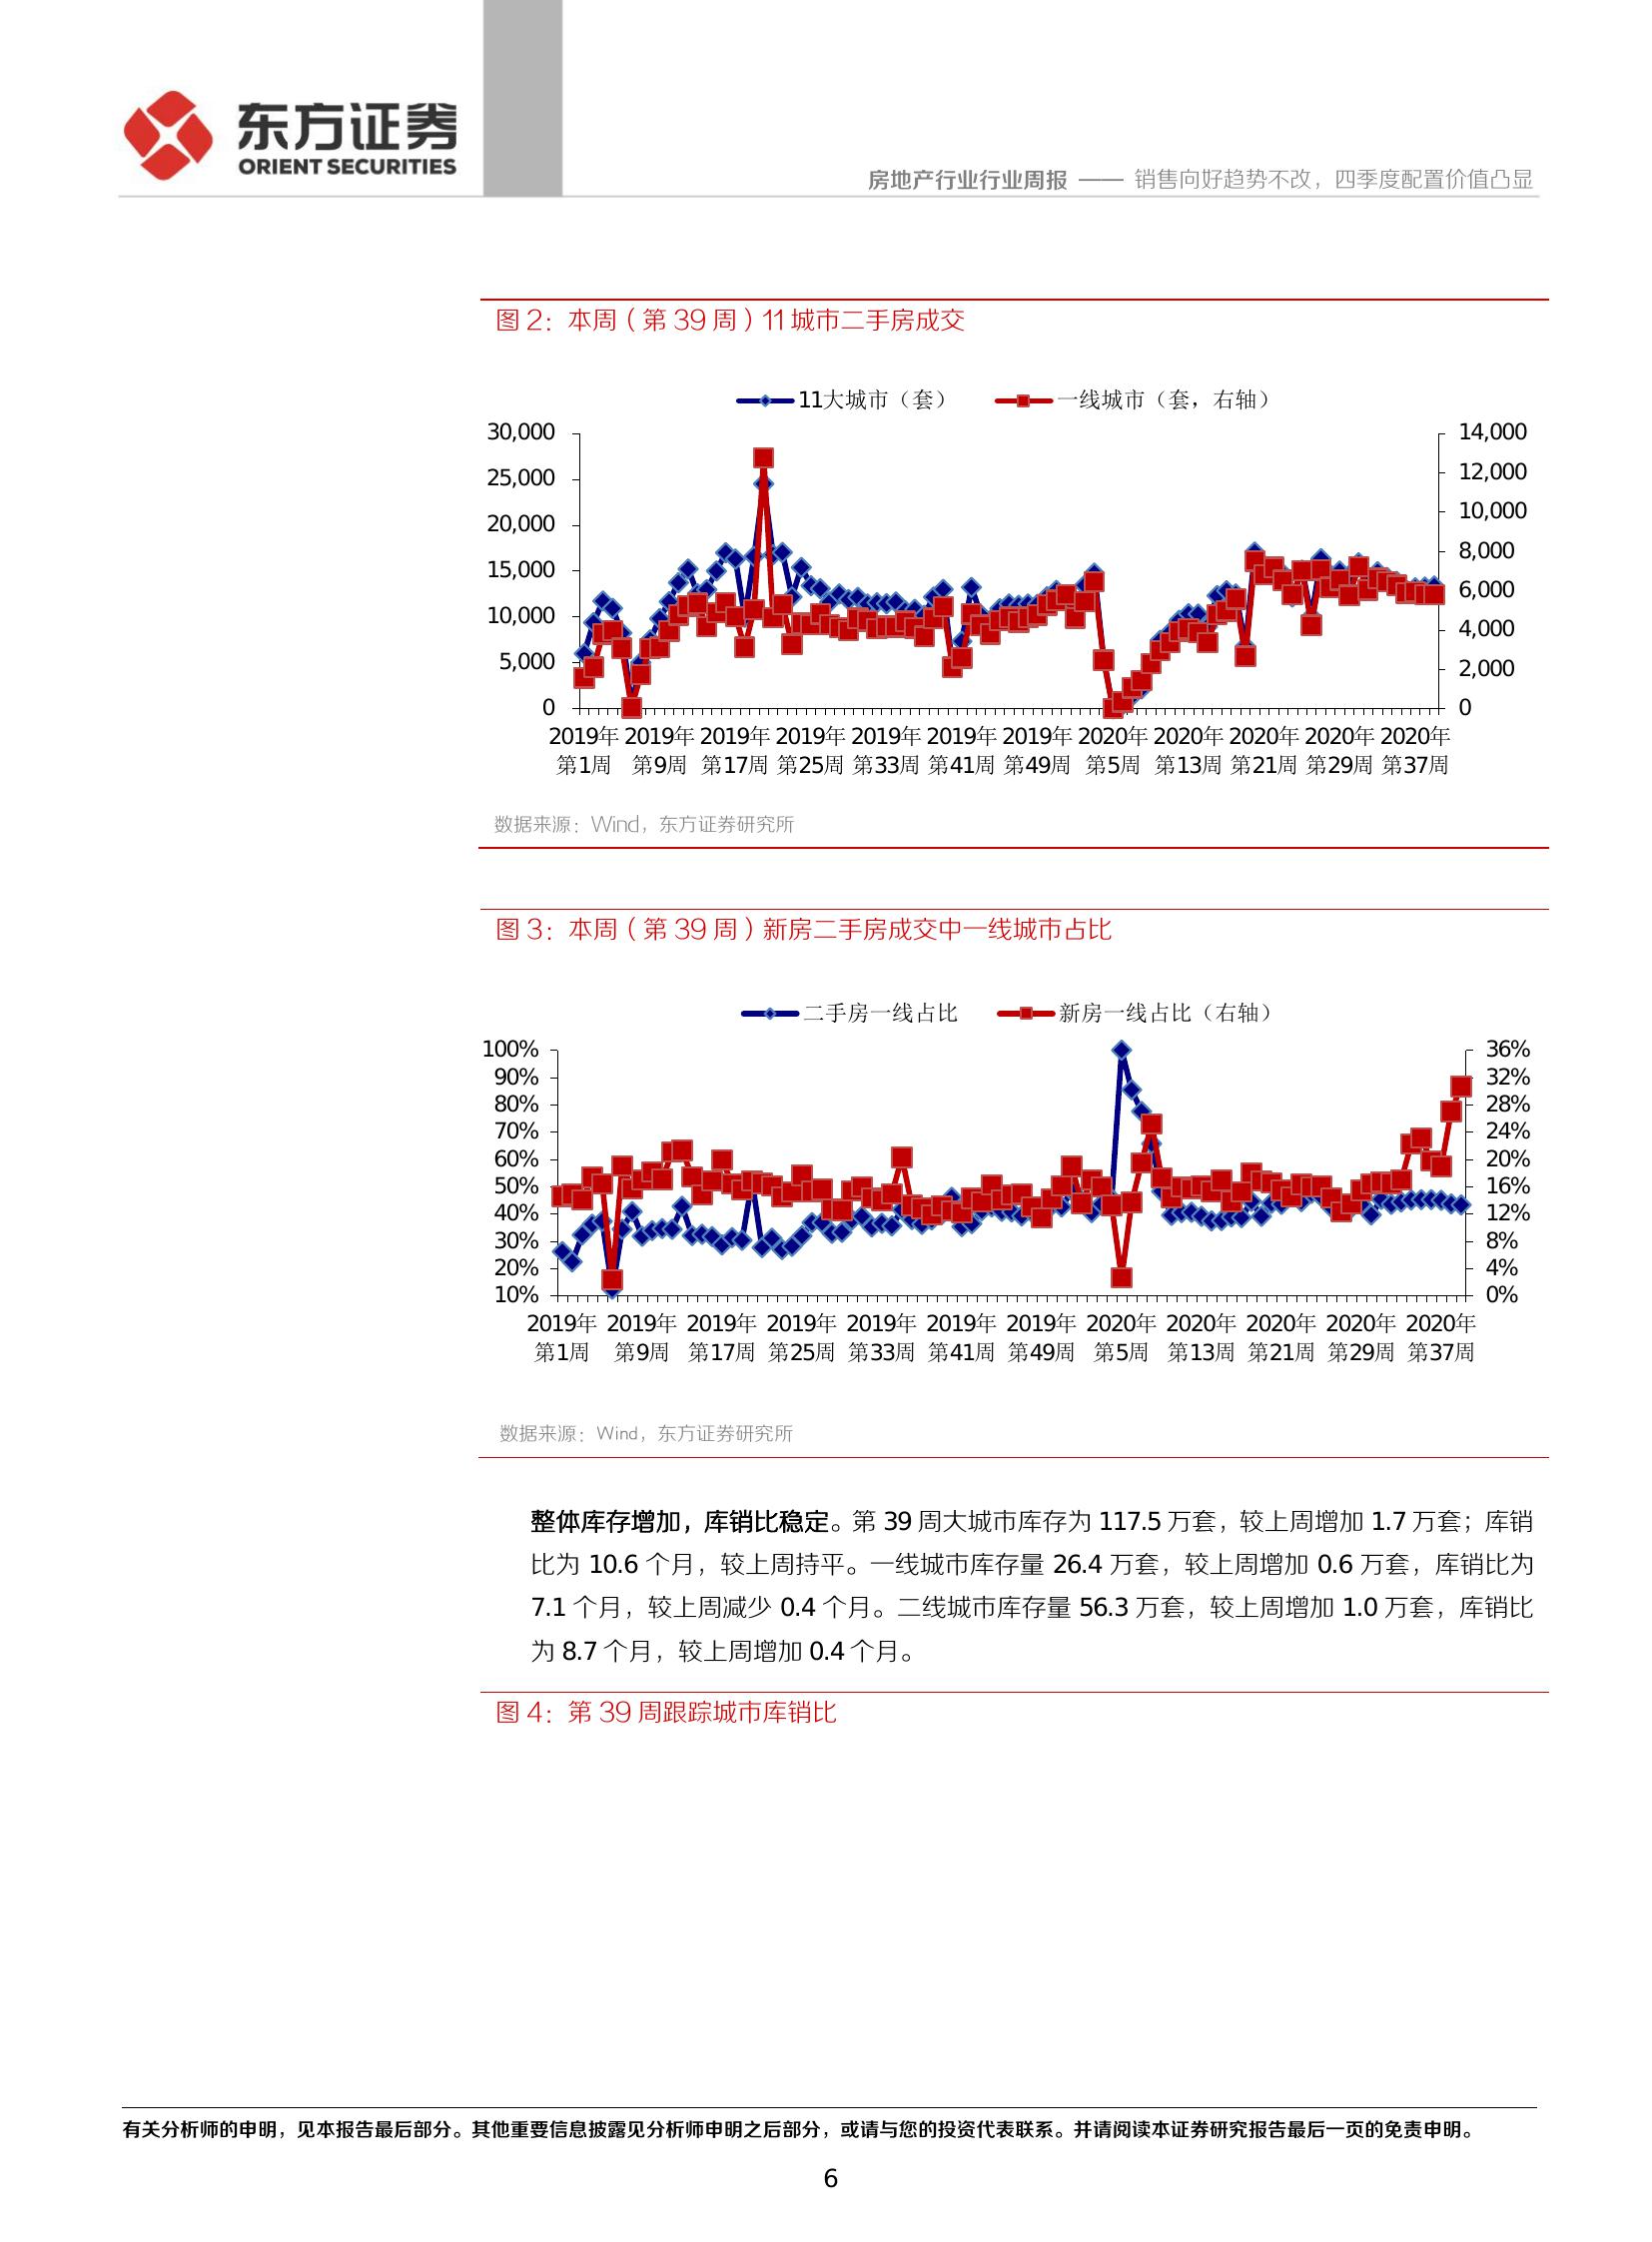 东方证券
ORIENT SECURITIES
房地产行业行业周报 —— 销售向好趋势不改，四季度配置价值凸显
图 2：本周（第 39 周）11 城市二手房成交
11大城市（套） 一线城市（套，右轴）
30,000
25,000
20,000
15,000
10,000
5,000
0
14,000
12,000
10,000
8,000
6,000
4,000
2,000
0
2019年 2019年 2019年 2019年 2019年 2019年 2019年 2020年 2020年 2020年 2020年 2020年
第1周 第9周 第17周 第25周 第33周 第41周 第49周 第5周 第13周 第21周 第29周 第37周
数据来源：Wind，东方证券研究所
图 3：本周（第 39 周）新房二手房成交中一线城市占比
二手房一线占比 新房一线占比（右轴）
100%
90%
80%
70%
60%
50%
40%
30%
20%
10%
36%
32%
28%
24%
20%
16%
12%
8%
4%
0%
2019年 2019年 2019年 2019年 2019年 2019年 2019年 2020年 2020年 2020年 2020年 2020年
第1周 第9周 第17周 第25周 第33周 第41周 第49周 第5周 第13周 第21周 第29周 第37周
数据来源：Wind，东方证券研究所
整体库存增加，库销比稳定。第 39 周大城市库存为 117.5 万套，较上周增加 1.7 万套；库销
比为 10.6 个月，较上周持平。一线城市库存量 26.4 万套，较上周增加 0.6 万套，库销比为
7.1 个月，较上周减少 0.4 个月。二线城市库存量 56.3 万套，较上周增加 1.0 万套，库销比
为 8.7 个月，较上周增加 0.4 个月。
图 4：第 39 周跟踪城市库销比
有关分析师的申明，见本报告最后部分。其他重要信息披露见分析师申明之后部分，或请与您的投资代表联系。并请阅读本证券研究报告最后一页的免责申明。
6